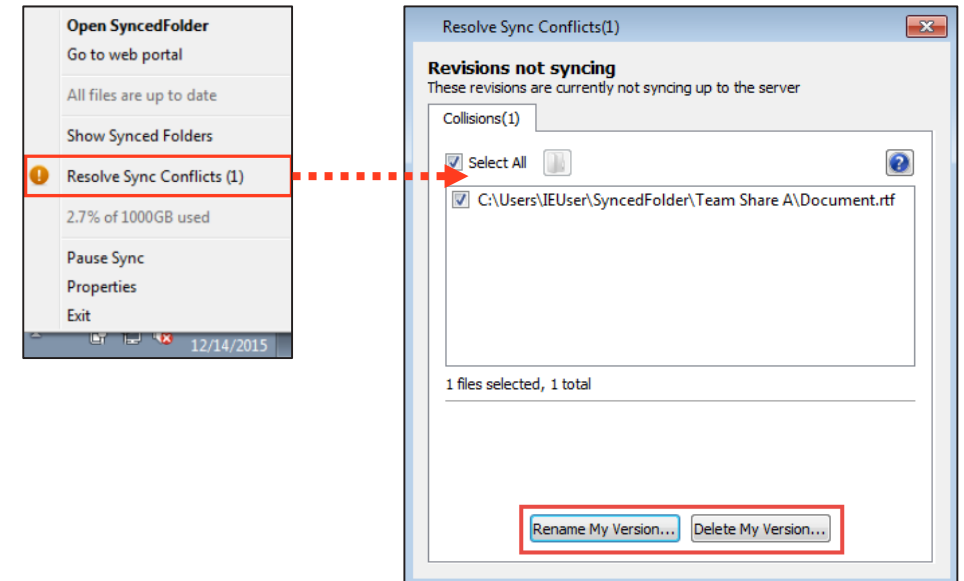 Open SyncedFolder
Go to web portal
All files are up to date
Show Synced Folders
Resolve Sync Conflicts (1)
2.7% of 1000GB used
Pause Sync
Properties
Exit
12/14/2015
Resolve Sync Conflicts(1)
Revisions not syncing
These revisions are currently not syncing up to the server
Collisions(1)
Select All
C:\Users\IEUser\SyncedFolder\Team Share A\Document.rtf
1 files selected, 1 total
Rename My Version...
Delete My Version...